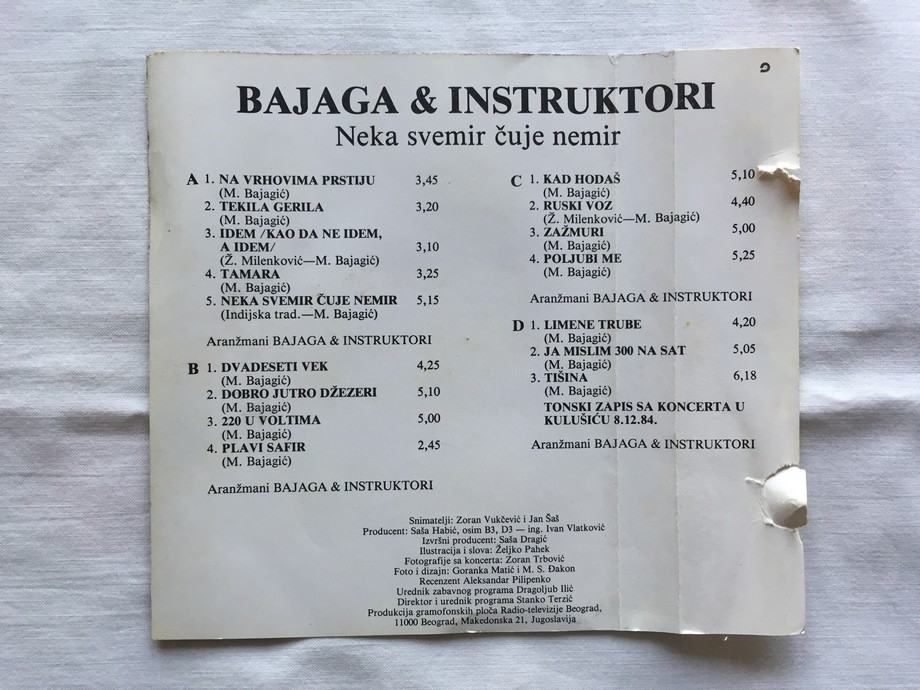 BAJAGA & INSTRUKTORI
Neka svemir čuje nemir
A 1. NA VRHOVIMA PRSTIJU 3,45
(M. Bajagić)
2. TEKILA GERILA 3,20
(M. Bajagić)
3. IDEM /KAO DA NE IDEM,
A IDEM/ 3,10
(Ž. Milenković—M. Bajagić)
4. TAMARA 3,25
(M. Bajagić)
5. NEKA SVEMIR ČUJE NEMIR 5,15
(Indijska trad.—M. Bajagić)
Aranžmani BAJAGA & INSTRUKTORI
B 1. DVADESETI VEK 4,25
(M. Bajagić)
2. DOBRO JUTRO DŽEZERI 5,10
(M. Bajagić)
3. 220 U VOLTIMA 5,00
(M. Bajagić)
4. PLAVI SAFIR 2,45
(M. Bajagić)
Aranžmani BAJAGA & INSTRUKTORI
C 1. KAD HODAŠ 5,10
(M. Bajagić)
2. RUSKI VOZ 4,40
(Ž. Milenković—M. Bajagić)
3. ZAŽMURI 5,00
(M. Bajagić)
4. POLJUBI ME 5,25
(M. Bajagić)
Aranžmani BAJAGA & INSTRUKTORI
D 1. LIMENE TRUBE 4,20
(M. Bajagić)
2. JA MISLIM 300 NA SAT 5,05
(M. Bajagić)
3. TIŠINA 6,18
(M. Bajagić)
TONSKI ZAPIS SA KONCERTA U
KULUŠIĆU 8.12.84.
Aranžmani BAJAGA & INSTRUKTORI
Snimatelji: Zoran Vukčević i Jan Šaš
Producent: Saša Habić, osim B3, D3 — ing. Ivan Vlatković
Izvršni producent: Saša Dragić
Ilustracija i slova: Željko Pahek
Fotografije sa koncerta: Zoran Trbović
Foto i dizajn: Goranka Matić i M. S. Đakon
Recenzent Aleksandar Pilipenko
Urednik zabavnog programa Dragoljub Ilić
Direktor i urednik programa Stanko Terzić
Produkcija gramofonskih ploča Radio-televizije Beograd,
11000 Beograd, Makedonska 21, Jugoslavija